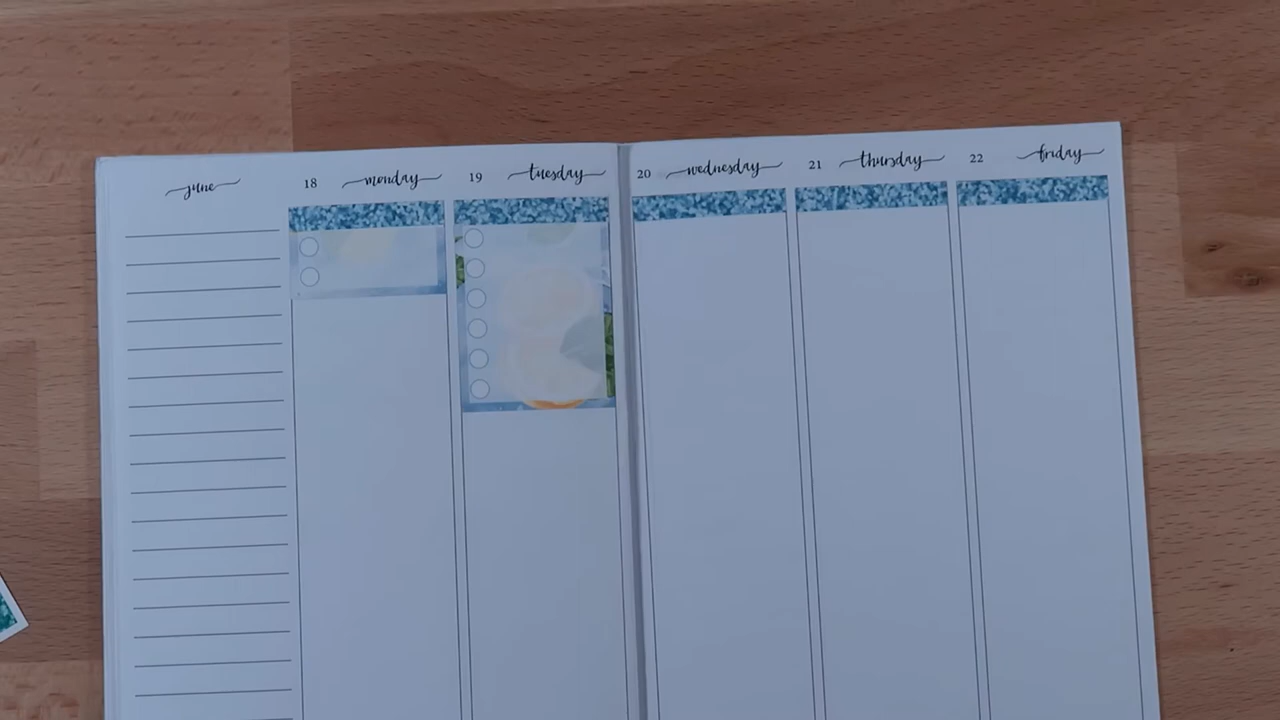 june
18 monday
19 tuesday
20 wednesday
21 thursday
22 friday